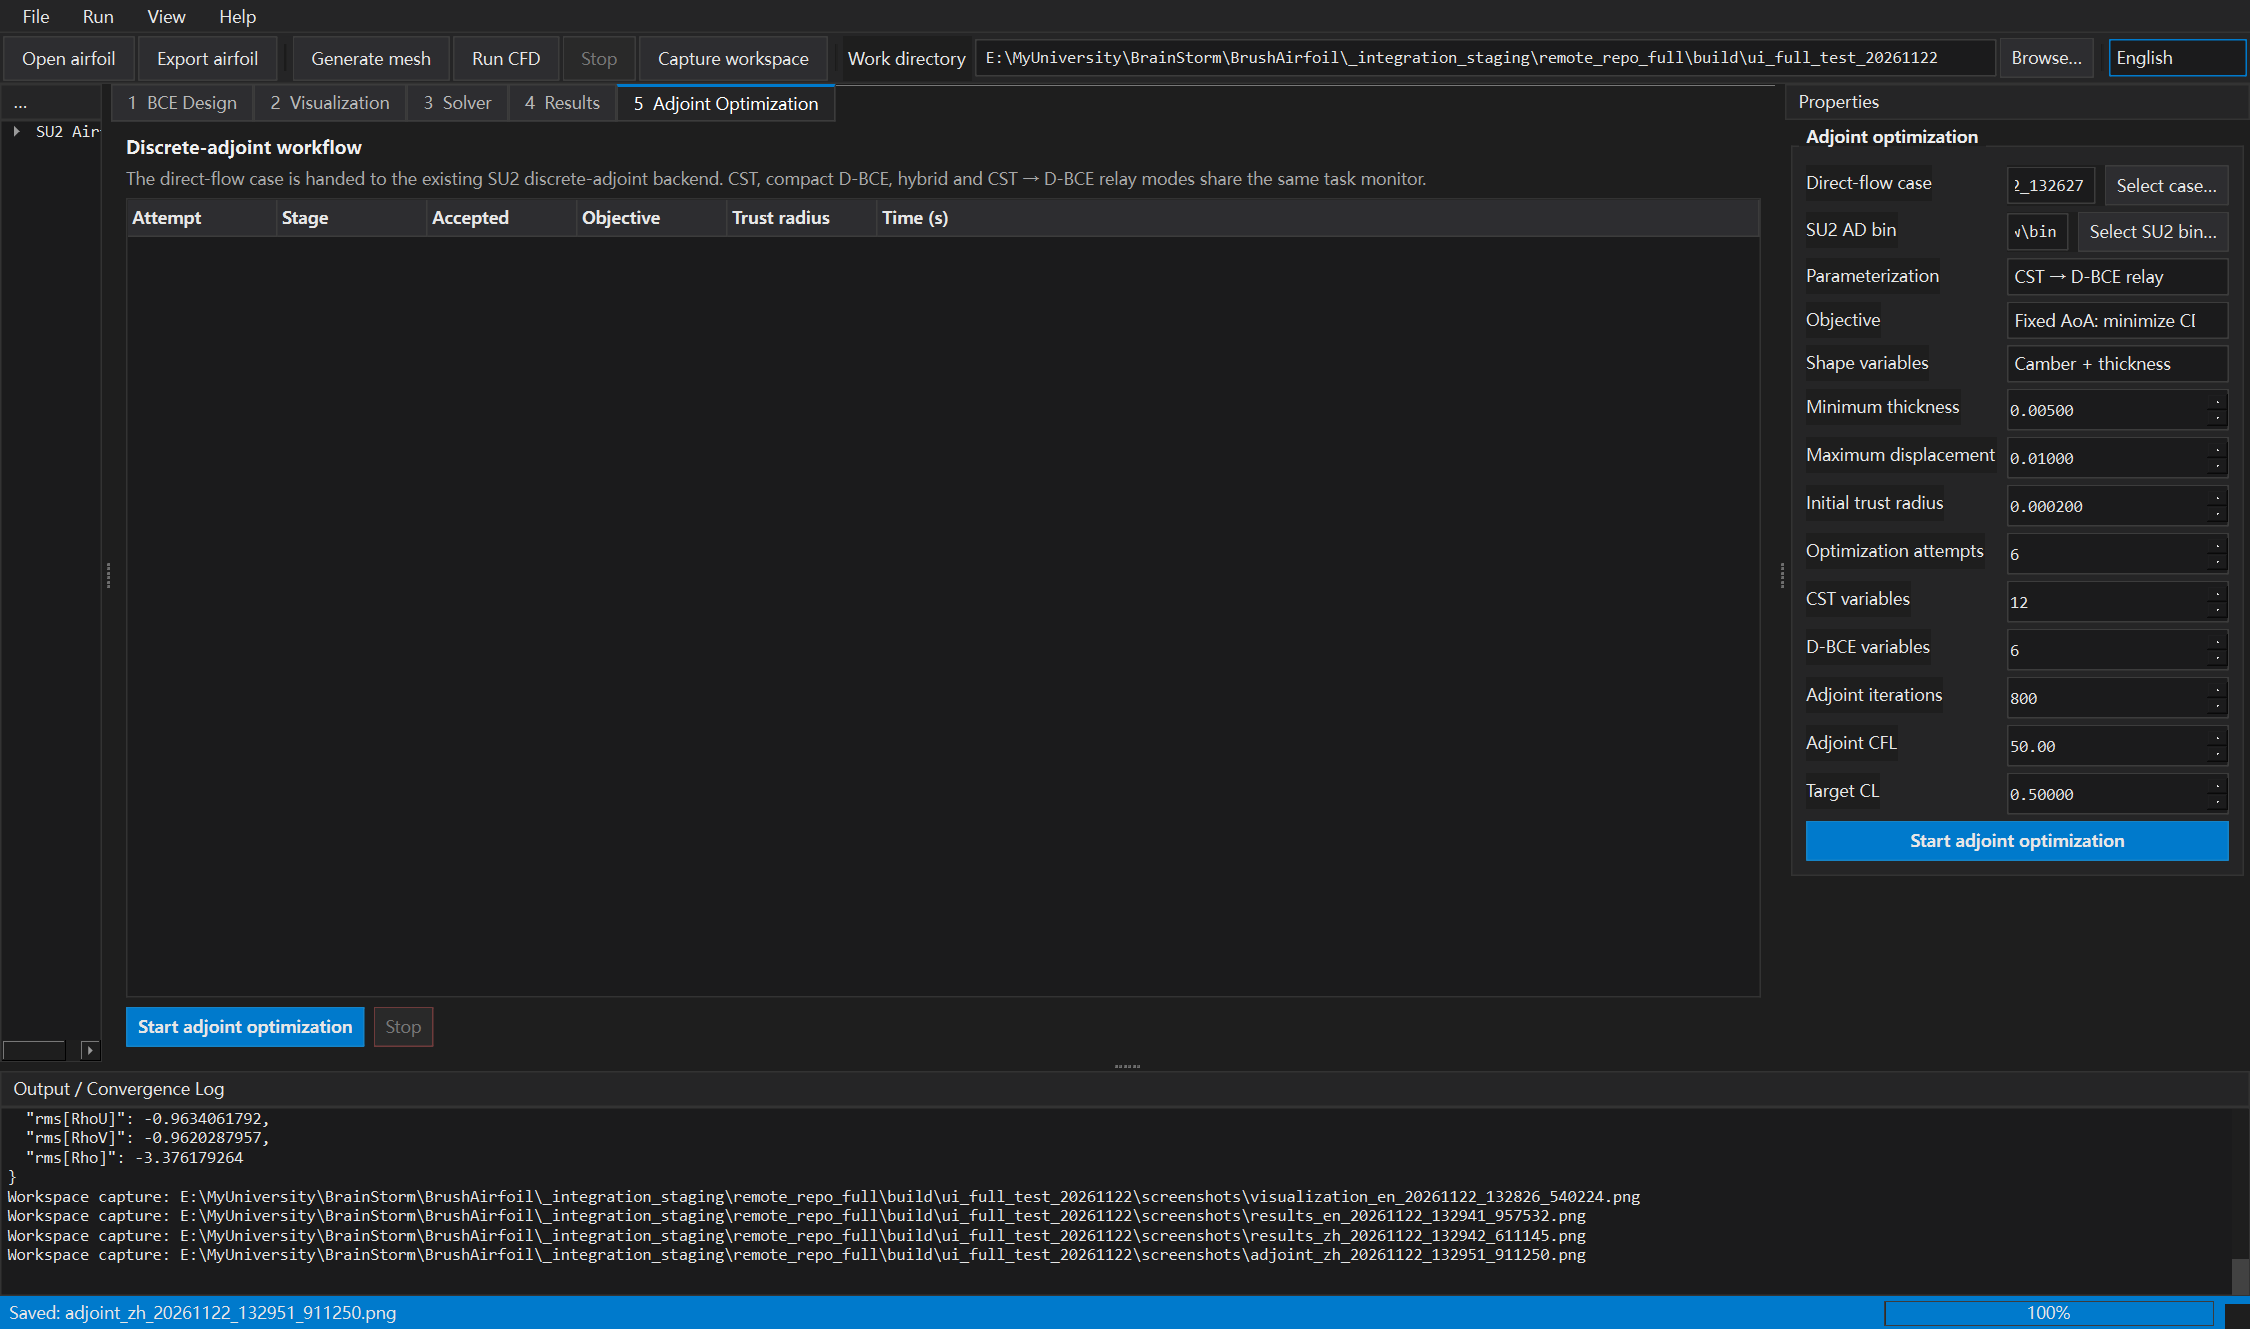 File Run View Help
Open airfoil Export airfoil Generate mesh Run CFD Stop Capture workspace Work directory E:\MyUniversity\BrainStorm\BrushAirfoil\_integration_staging\remote_repo_full\build\ui_full_test_20261122 Browse... English
...
SU2 Air
1 BCE Design 2 Visualization 3 Solver 4 Results 5 Adjoint Optimization
Discrete-adjoint workflow
The direct-flow case is handed to the existing SU2 discrete-adjoint backend. CST, compact D-BCE, hybrid and CST → D-BCE relay modes share the same task monitor.
Attempt Stage Accepted Objective Trust radius Time (s)
Start adjoint optimization Stop
Properties
Adjoint optimization
Direct-flow case 2_132627 Select case...
SU2 AD bin \bin Select SU2 bin...
Parameterization CST → D-BCE relay
Objective Fixed AoA: minimize
Shape variables Camber + thickness
Minimum thickness 0.00500
Maximum displacement 0.01000
Initial trust radius 0.000200
Optimization attempts 6
CST variables 12
D-BCE variables 6
Adjoint iterations 800
Adjoint CFL 50.00
Target CL 0.50000
Start adjoint optimization
Output / Convergence Log
"rms[RhoU]": -0.9634061792,
"rms[RhoV]": -0.9620287957,
"rms[Rho]": -3.376179264
}
Workspace capture: E:\MyUniversity\BrainStorm\BrushAirfoil\_integration_staging\remote_repo_full\build\ui_full_test_20261122\screenshots\visualization_en_20261122_132826_540224.png
Workspace capture: E:\MyUniversity\BrainStorm\BrushAirfoil\_integration_staging\remote_repo_full\build\ui_full_test_20261122\screenshots\results_en_20261122_132941_957532.png
Workspace capture: E:\MyUniversity\BrainStorm\BrushAirfoil\_integration_staging\remote_repo_full\build\ui_full_test_20261122\screenshots\results_zh_20261122_132942_611145.png
Workspace capture: E:\MyUniversity\BrainStorm\BrushAirfoil\_integration_staging\remote_repo_full\build\ui_full_test_20261122\screenshots\adjoint_zh_20261122_132951_911250.png
Saved: adjoint_zh_20261122_132951_911250.png 100%